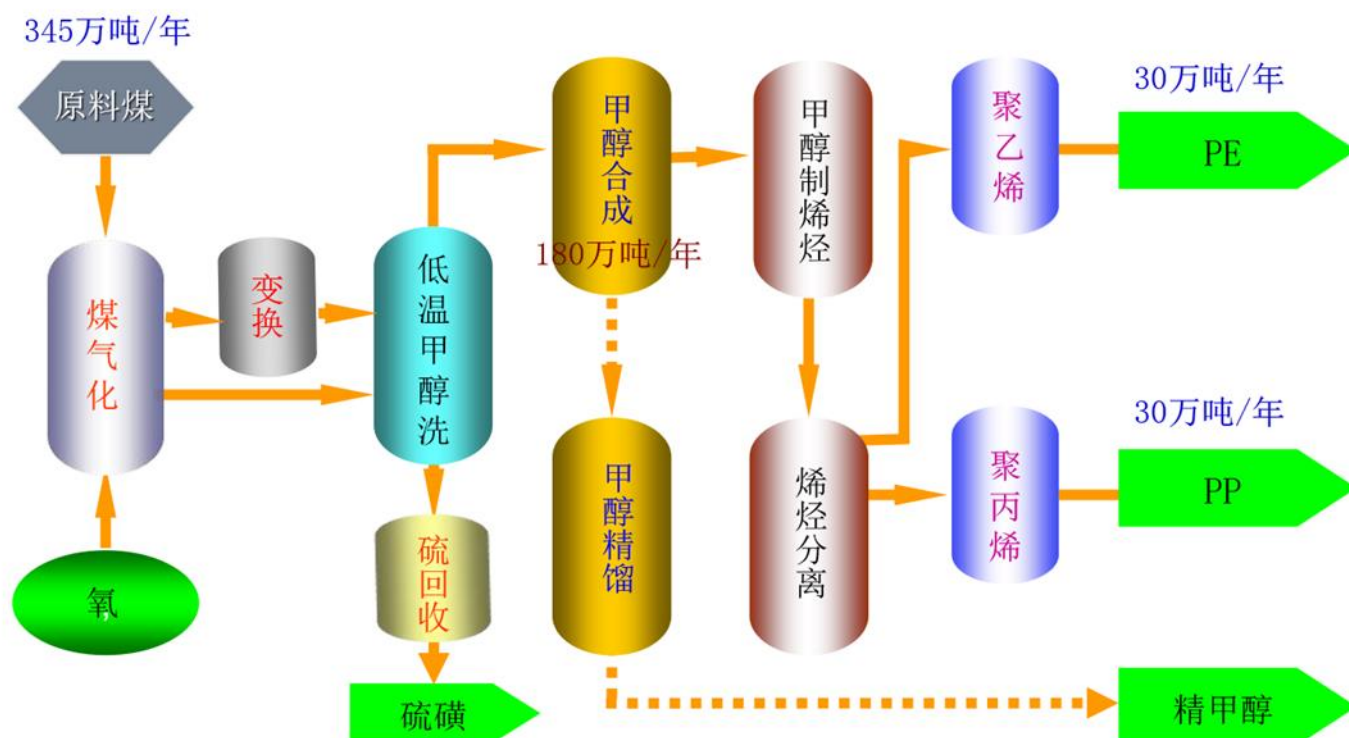 345万吨/年
原料煤
煤气化
氧,
变换
低温甲醇洗
硫回收
硫磺
甲醇合成
180万吨/年
甲醇精馏
甲醇制烯烃
烯烃分离
聚乙烯
30万吨/年
PE
聚丙烯
30万吨/年
PP
精甲醇